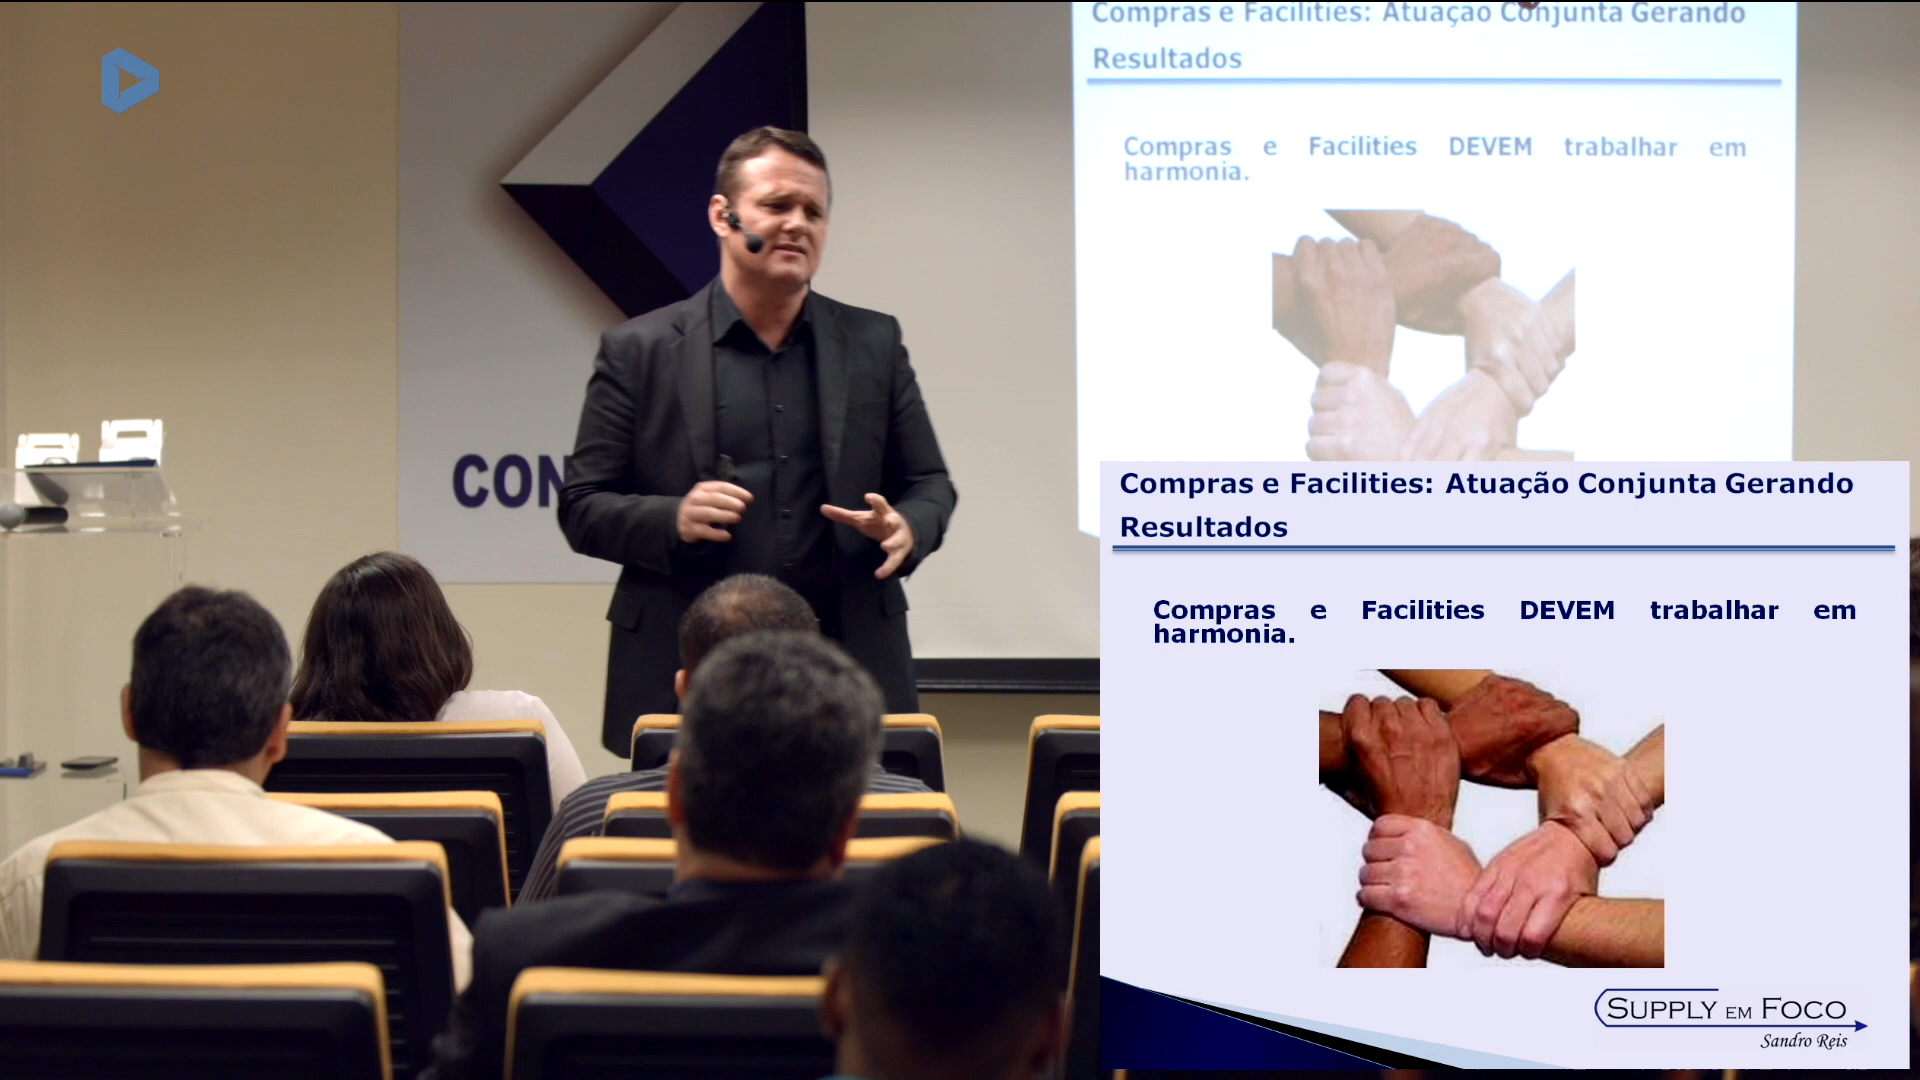 Compras e Facilities: Atuação Conjunta Gerando
Resultados
Compras e Facilities DEVEM trabalhar em
harmonia.
CON
Compras e Facilities: Atuação Conjunta Gerando
Resultados
Compras e Facilities DEVEM trabalhar em
harmonia.
SUPPLY EM FOCO
Sandro Reis